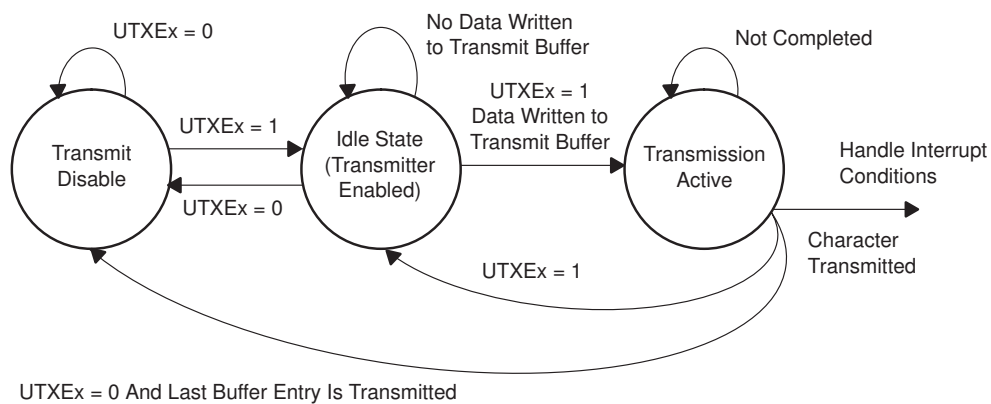 UTXEx = 0
No Data Written
to Transmit Buffer
Not Completed
UTXEx = 1
Data Written to
Transmit Buffer
UTXEx = 1
Transmit
Disable
Idle State
(Transmitter
Enabled)
Transmission
Active
Handle Interrupt
Conditions
UTXEx = 0
Character
Transmitted
UTXEx = 1
UTXEx = 0 And Last Buffer Entry Is Transmitted